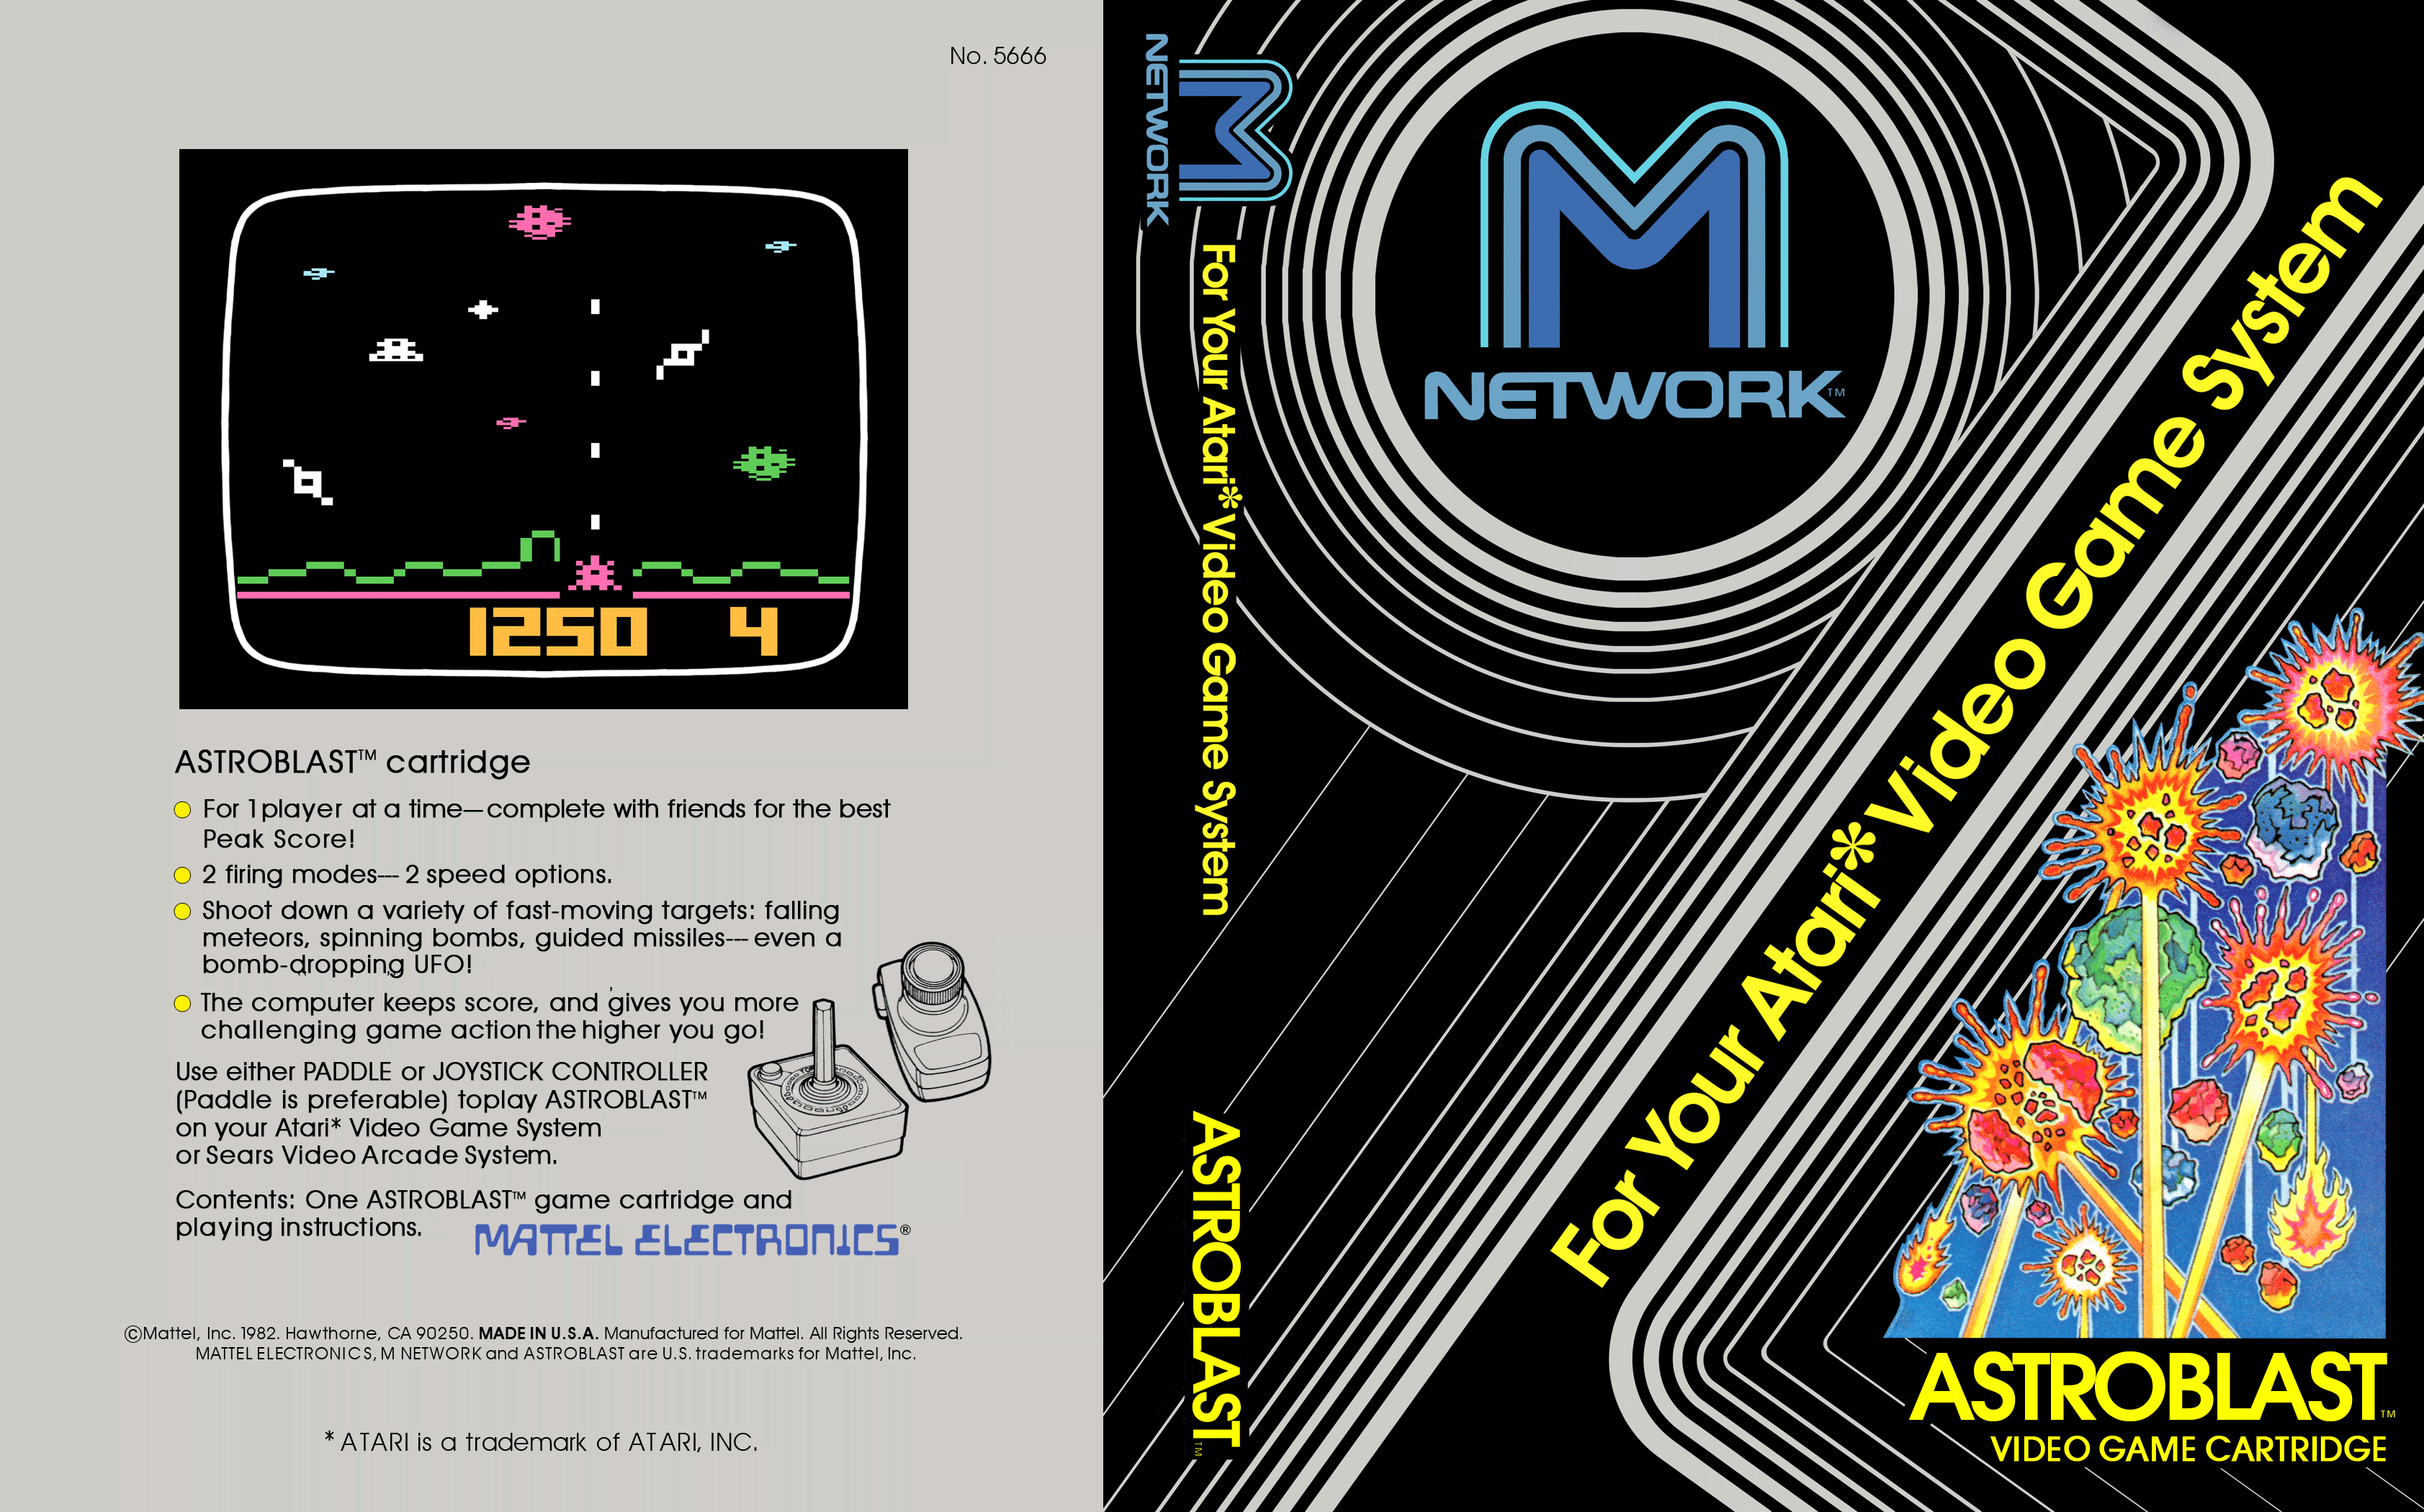 No. 5666
1250 4
ASTROBLAST™ cartridge
For 1 player at a time—complete with friends for the best
Peak Score!
2 firing modes--- 2 speed options.
Shoot down a variety of fast-moving targets: falling
meteors, spinning bombs, guided missiles--- even a
bomb-dropping UFO!
The computer keeps score, and gives you more
challenging game action the higher you go!
Use either PADDLE or JOYSTICK CONTROLLER
(Paddle is preferable) toplay ASTROBLAST™
on your Atari* Video Game System
or Sears Video Arcade System.
Contents: One ASTROBLAST™ game cartridge and
playing instructions.
MATTEL ELECTRONICS®
©Mattel, Inc. 1982. Hawthorne, CA 90250. MADE IN U.S.A. Manufactured for Mattel. All Rights Reserved.
MATTEL ELECTRONICS, M NETWORK and ASTROBLAST are U.S. trademarks for Mattel, Inc.
* ATARI is a trademark of ATARI, INC.
M NETWORK
For Your Atari* Video Game System
ASTROBLAST™
M
NETWORK™
For Your Atari* Video Game System
ASTROBLAST™
VIDEO GAME CARTRIDGE